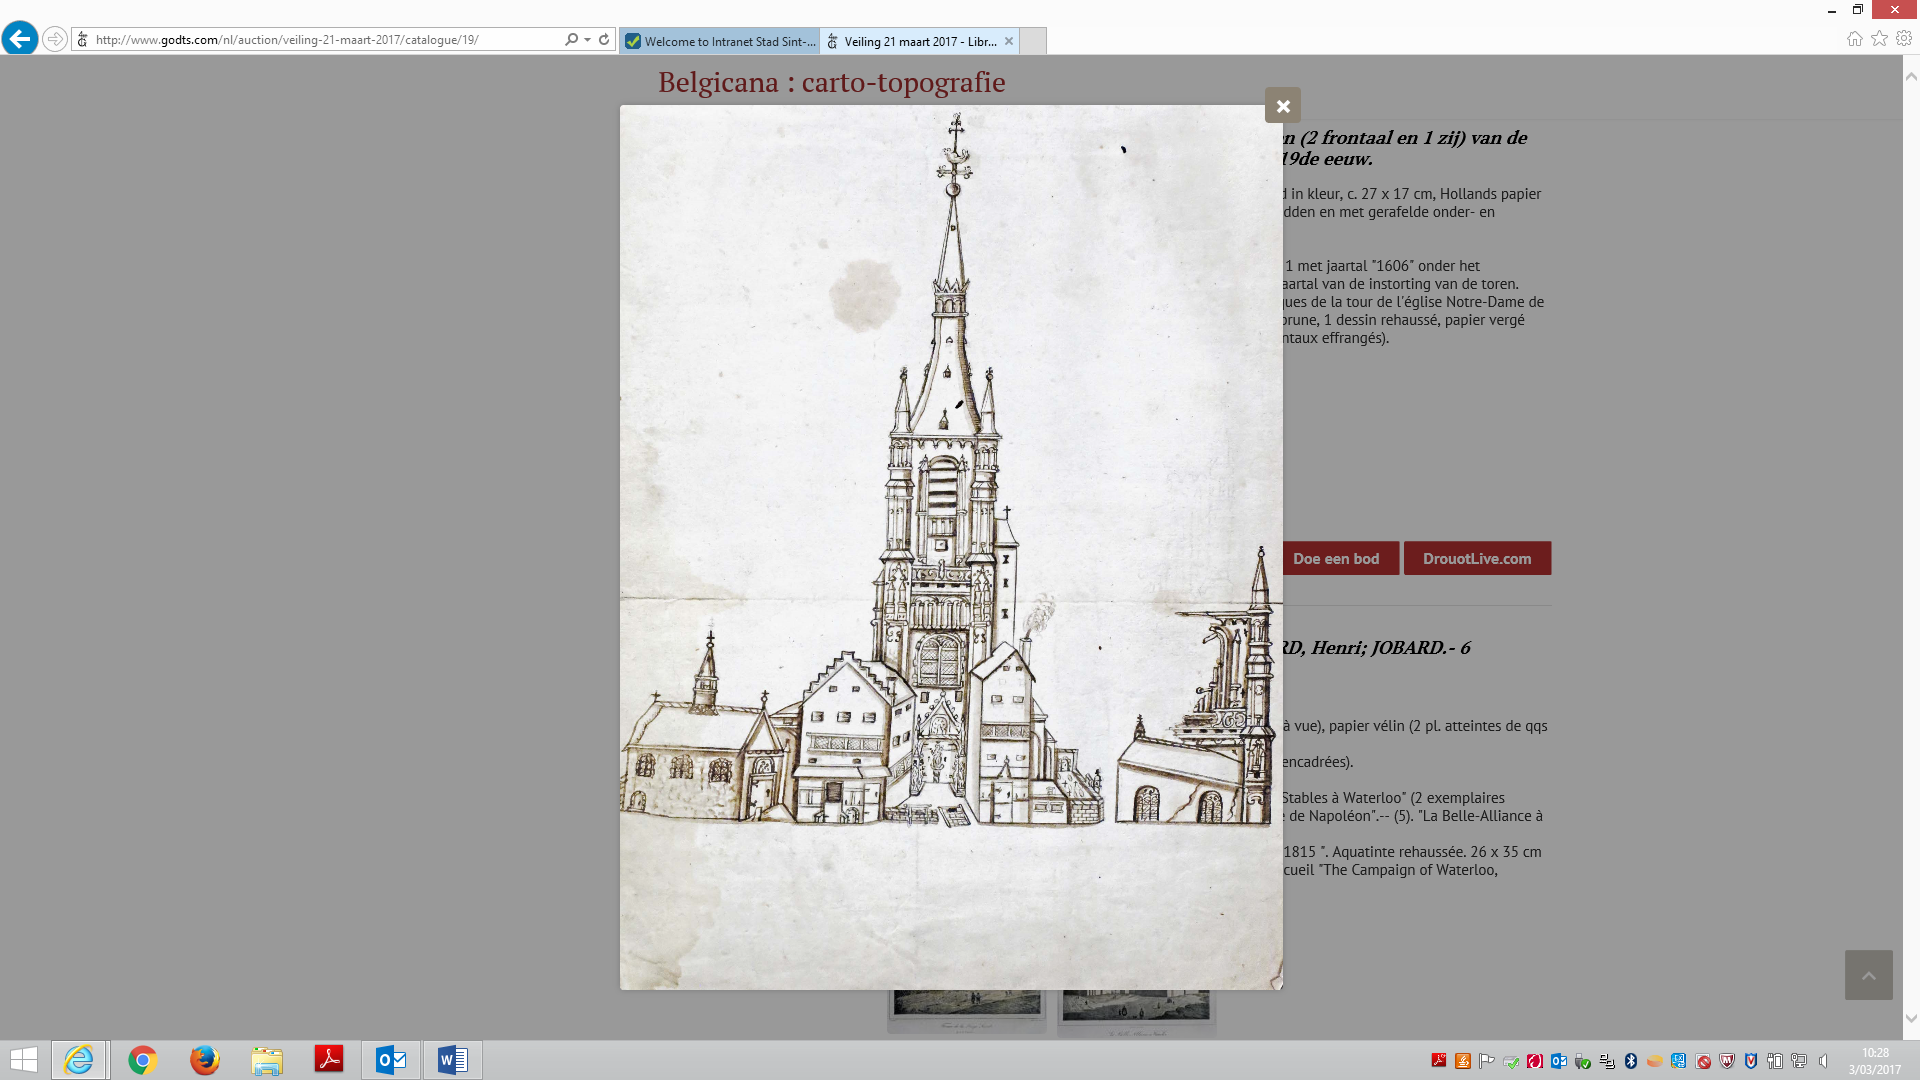 http://www.godts.com/nl/auction/veiling-21-maart-2017/catalogue/19/
Welcome to Intranet Stad Sint-...
Veiling 21 maart 2017 - Libr...
Belgicana : carto-topografie
n (2 frontaal en 1 zij) van de
19de eeuw.
d in kleur, c. 27 x 17 cm, Hollands papier
dden en met gerafelde onder- en
1 met jaartal "1606" onder het
aartal van de instorting van de toren.
ques de la tour de l'église Notre-Dame de
brune, 1 dessin rehaussé, papier vergé
ntaux effrangés).
Doe een bod
DrouotLive.com
RD, Henri; JOBARD.- 6
à vue), papier vélin (2 pl. atteintes de qqs
encadrées).
Stables à Waterloo" (2 exemplaires
e de Napoléon".-- (5). "La Belle-Alliance à
1815 ". Aquatinte rehaussée. 26 x 35 cm
cueil "The Campaign of Waterloo,
10:28
3/03/2017